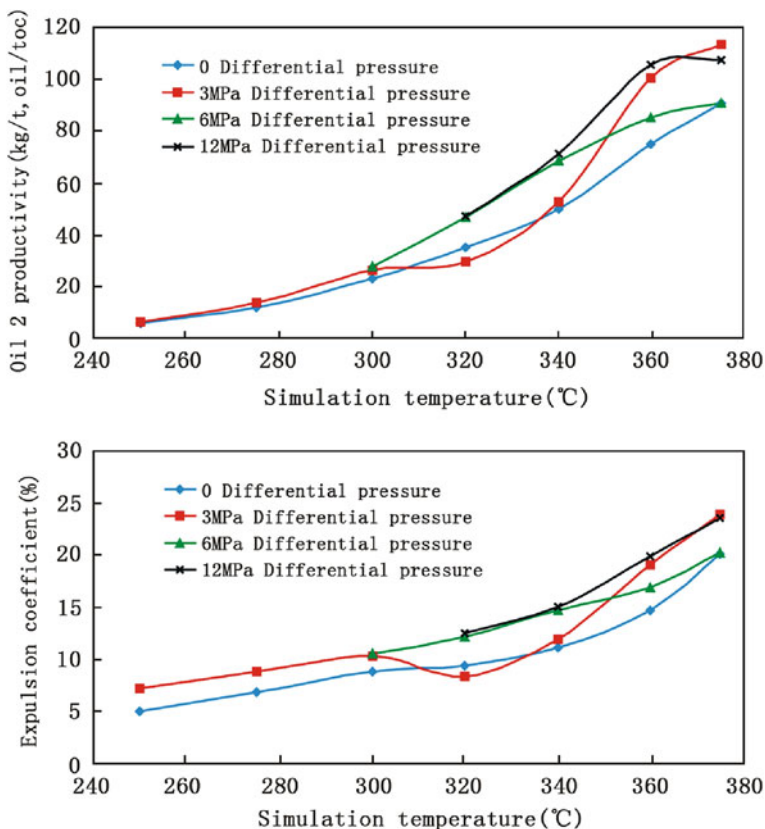 Oil 2 productivity(kg/t, oil/toc)
120
100
80
60
40
20
0
0 Differential pressure
3MPa Differential pressure
6MPa Differential pressure
12MPa Differential pressure
240 260 280 300 320 340 360 380
Simulation temperature(℃)
Expulsion coefficient(%)
30
25
20
15
10
5
0
0 Differential pressure
3MPa Differential pressure
6MPa Differential pressure
12MPa Differential pressure
240 260 280 300 320 340 360 380
Simulation temperature(℃)